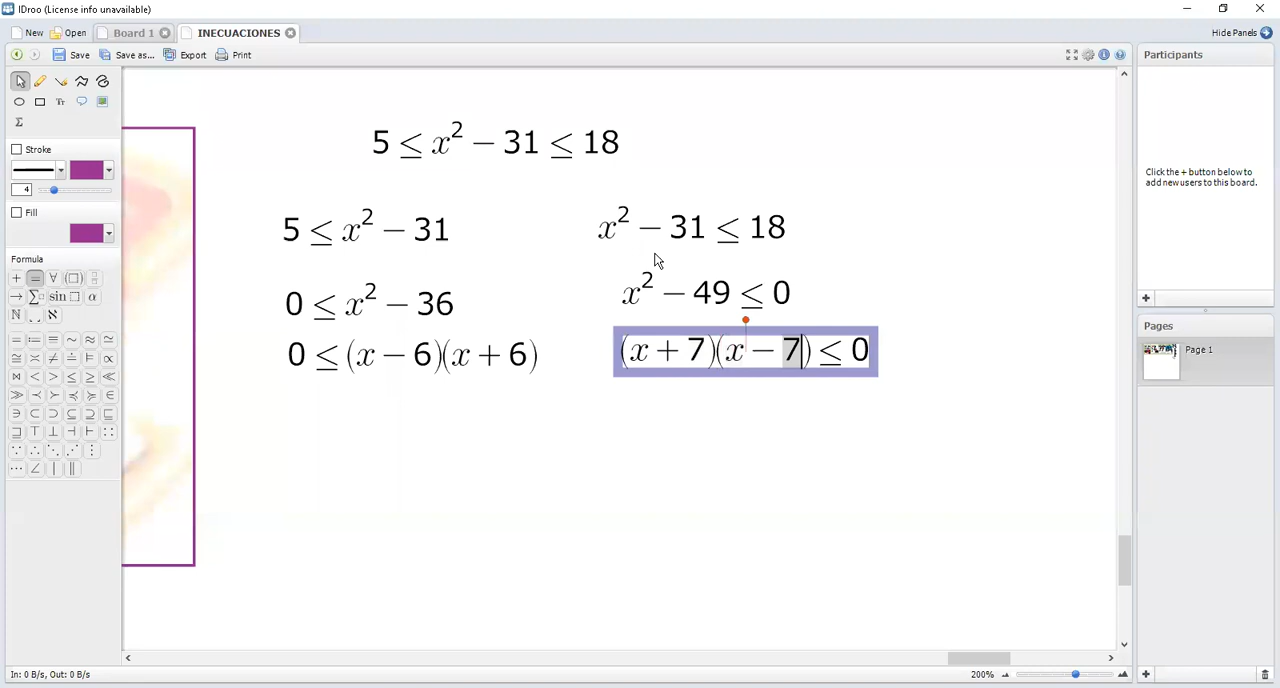 IDroo (License info unavailable)
New Open Board 1 INECUACIONES Hide Panels
Save Save as... Export Print
Participants
Click the + button below to
add new users to this board.
Pages
Page 1
Stroke
4
Fill
Formula
5 ≤ x² − 31 ≤ 18
5 ≤ x² − 31
x² − 31 ≤ 18
0 ≤ x² − 36
x² − 49 ≤ 0
0 ≤ (x − 6)(x + 6)
(x + 7)(x − 7) ≤ 0
In: 0 B/s, Out: 0 B/s
200%